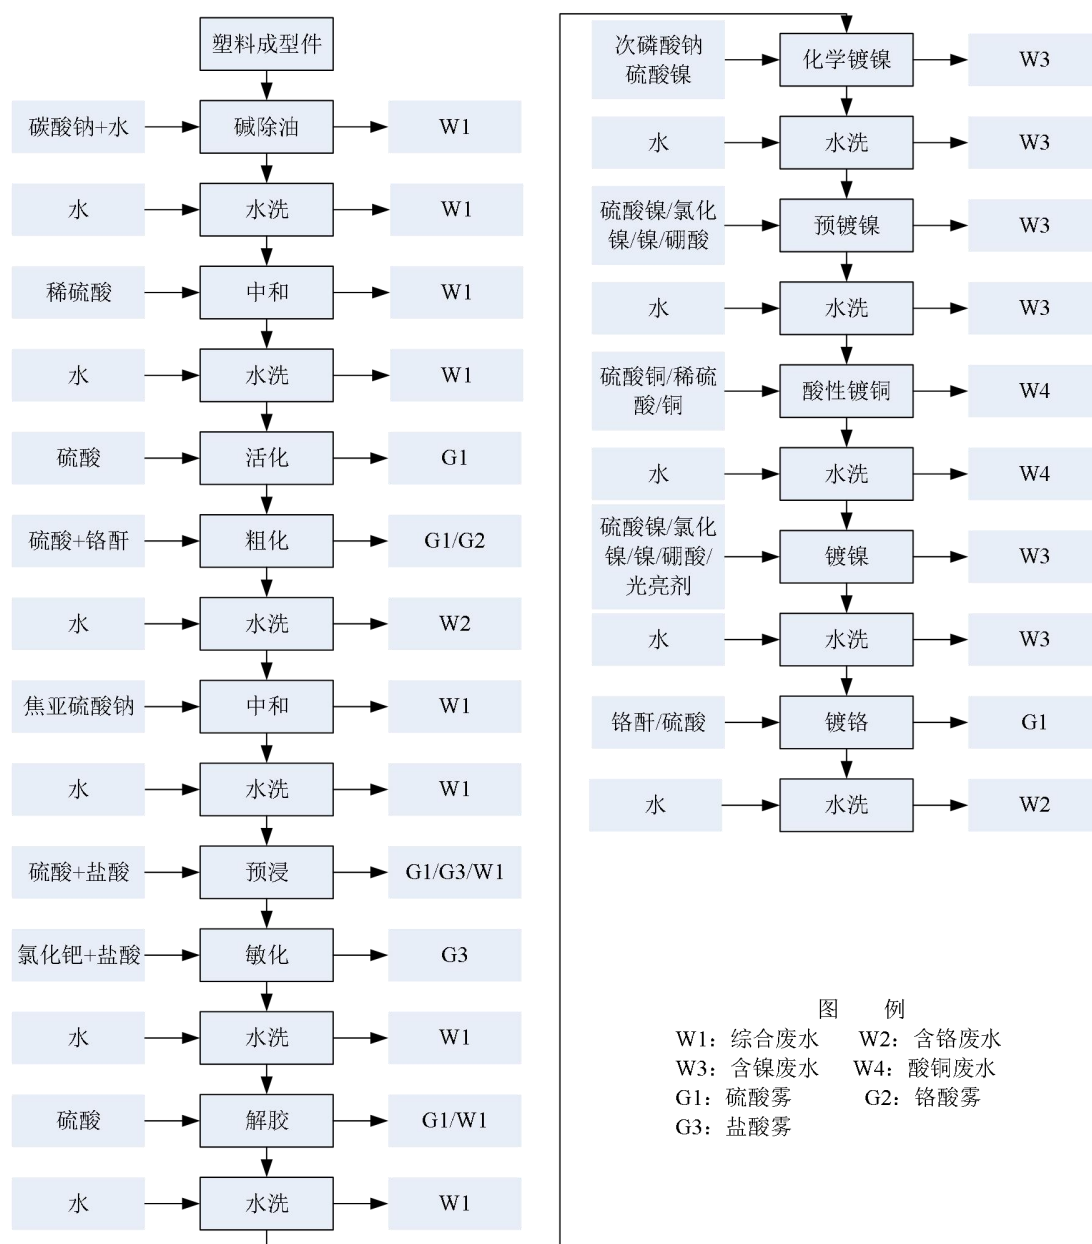 塑料成型件
碳酸钠+水
碱除油
W1
水
水洗
W1
稀硫酸
中和
W1
水
水洗
W1
硫酸
活化
G1
硫酸+铬酐
粗化
G1/G2
水
水洗
W2
焦亚硫酸钠
中和
W1
水
水洗
W1
硫酸+盐酸
预浸
G1/G3/W1
氯化钯+盐酸
敏化
G3
水
水洗
W1
硫酸
解胶
G1/W1
水
水洗
W1
次磷酸钠
硫酸镍
化学镀镍
W3
水
水洗
W3
硫酸镍/氯化
镍/镍/硼酸
预镀镍
W3
水
水洗
W3
硫酸铜/稀硫
酸/铜
酸性镀铜
W4
水
水洗
W4
硫酸镍/氯化
镍/镍/硼酸/
光亮剂
镀镍
W3
水
水洗
W3
铬酐/硫酸
镀铬
G1
水
水洗
W2
图 例
W1：综合废水 W2：含铬废水
W3：含镍废水 W4：酸铜废水
G1：硫酸雾 G2：铬酸雾
G3：盐酸雾